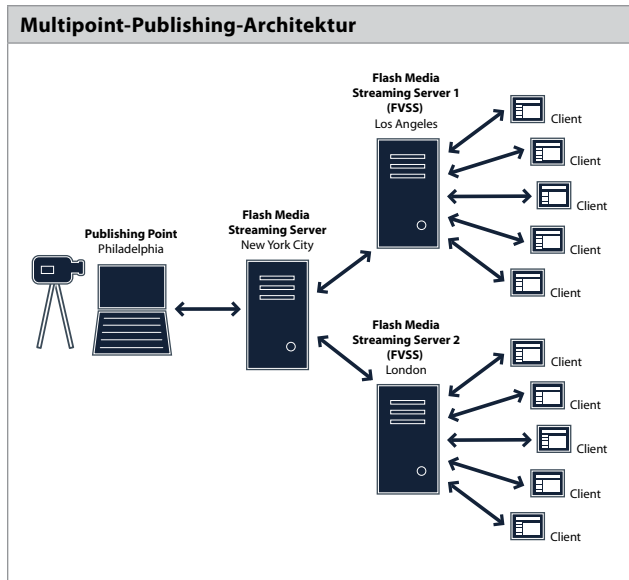 Multipoint-Publishing-Architektur
Flash Media
Streaming Server 1
(FVSS)
Los Angeles
Client
Client
Client
Client
Client
Publishing Point
Philadelphia
Flash Media
Streaming Server
New York City
Flash Media
Streaming Server 2
(FVSS)
London
Client
Client
Client
Client
Client